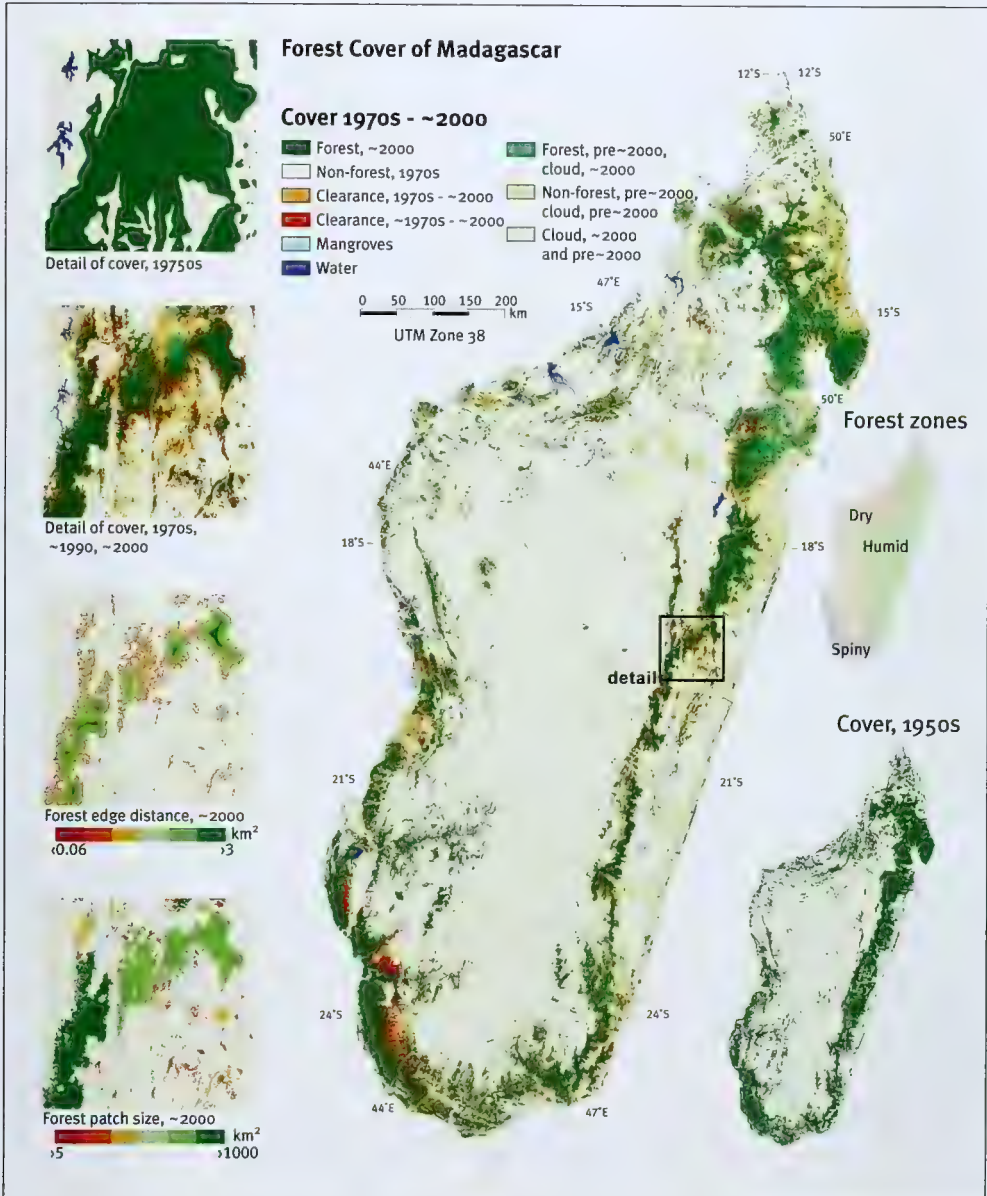 Forest Cover of Madagascar
Cover 1970s - ~2000
Forest, ~2000
Non-forest, 1970s
Clearance, 1970s - ~2000
Clearance, ~1970s - ~2000
Mangroves
Water
Forest, pre~2000,
cloud, ~2000
Non-forest, pre~2000,
cloud, pre~2000
Cloud, ~2000
and pre~2000
0 50 100 150 200
km
UTM Zone 38
Detail of cover, 19750s
Detail of cover, 1970s,
~1990, ~2000
Forest edge distance, ~2000
km²
<0.06 >3
Forest patch size, ~2000
km²
>5 >1000
12°S 12°S
50°E
47°E
15°S
15°S
50°E
44°E
18°S
18°S
detail
21°S
21°S
24°S
24°S
44°E
47°E
Forest zones
Dry
Humid
Spiny
Cover, 1950s